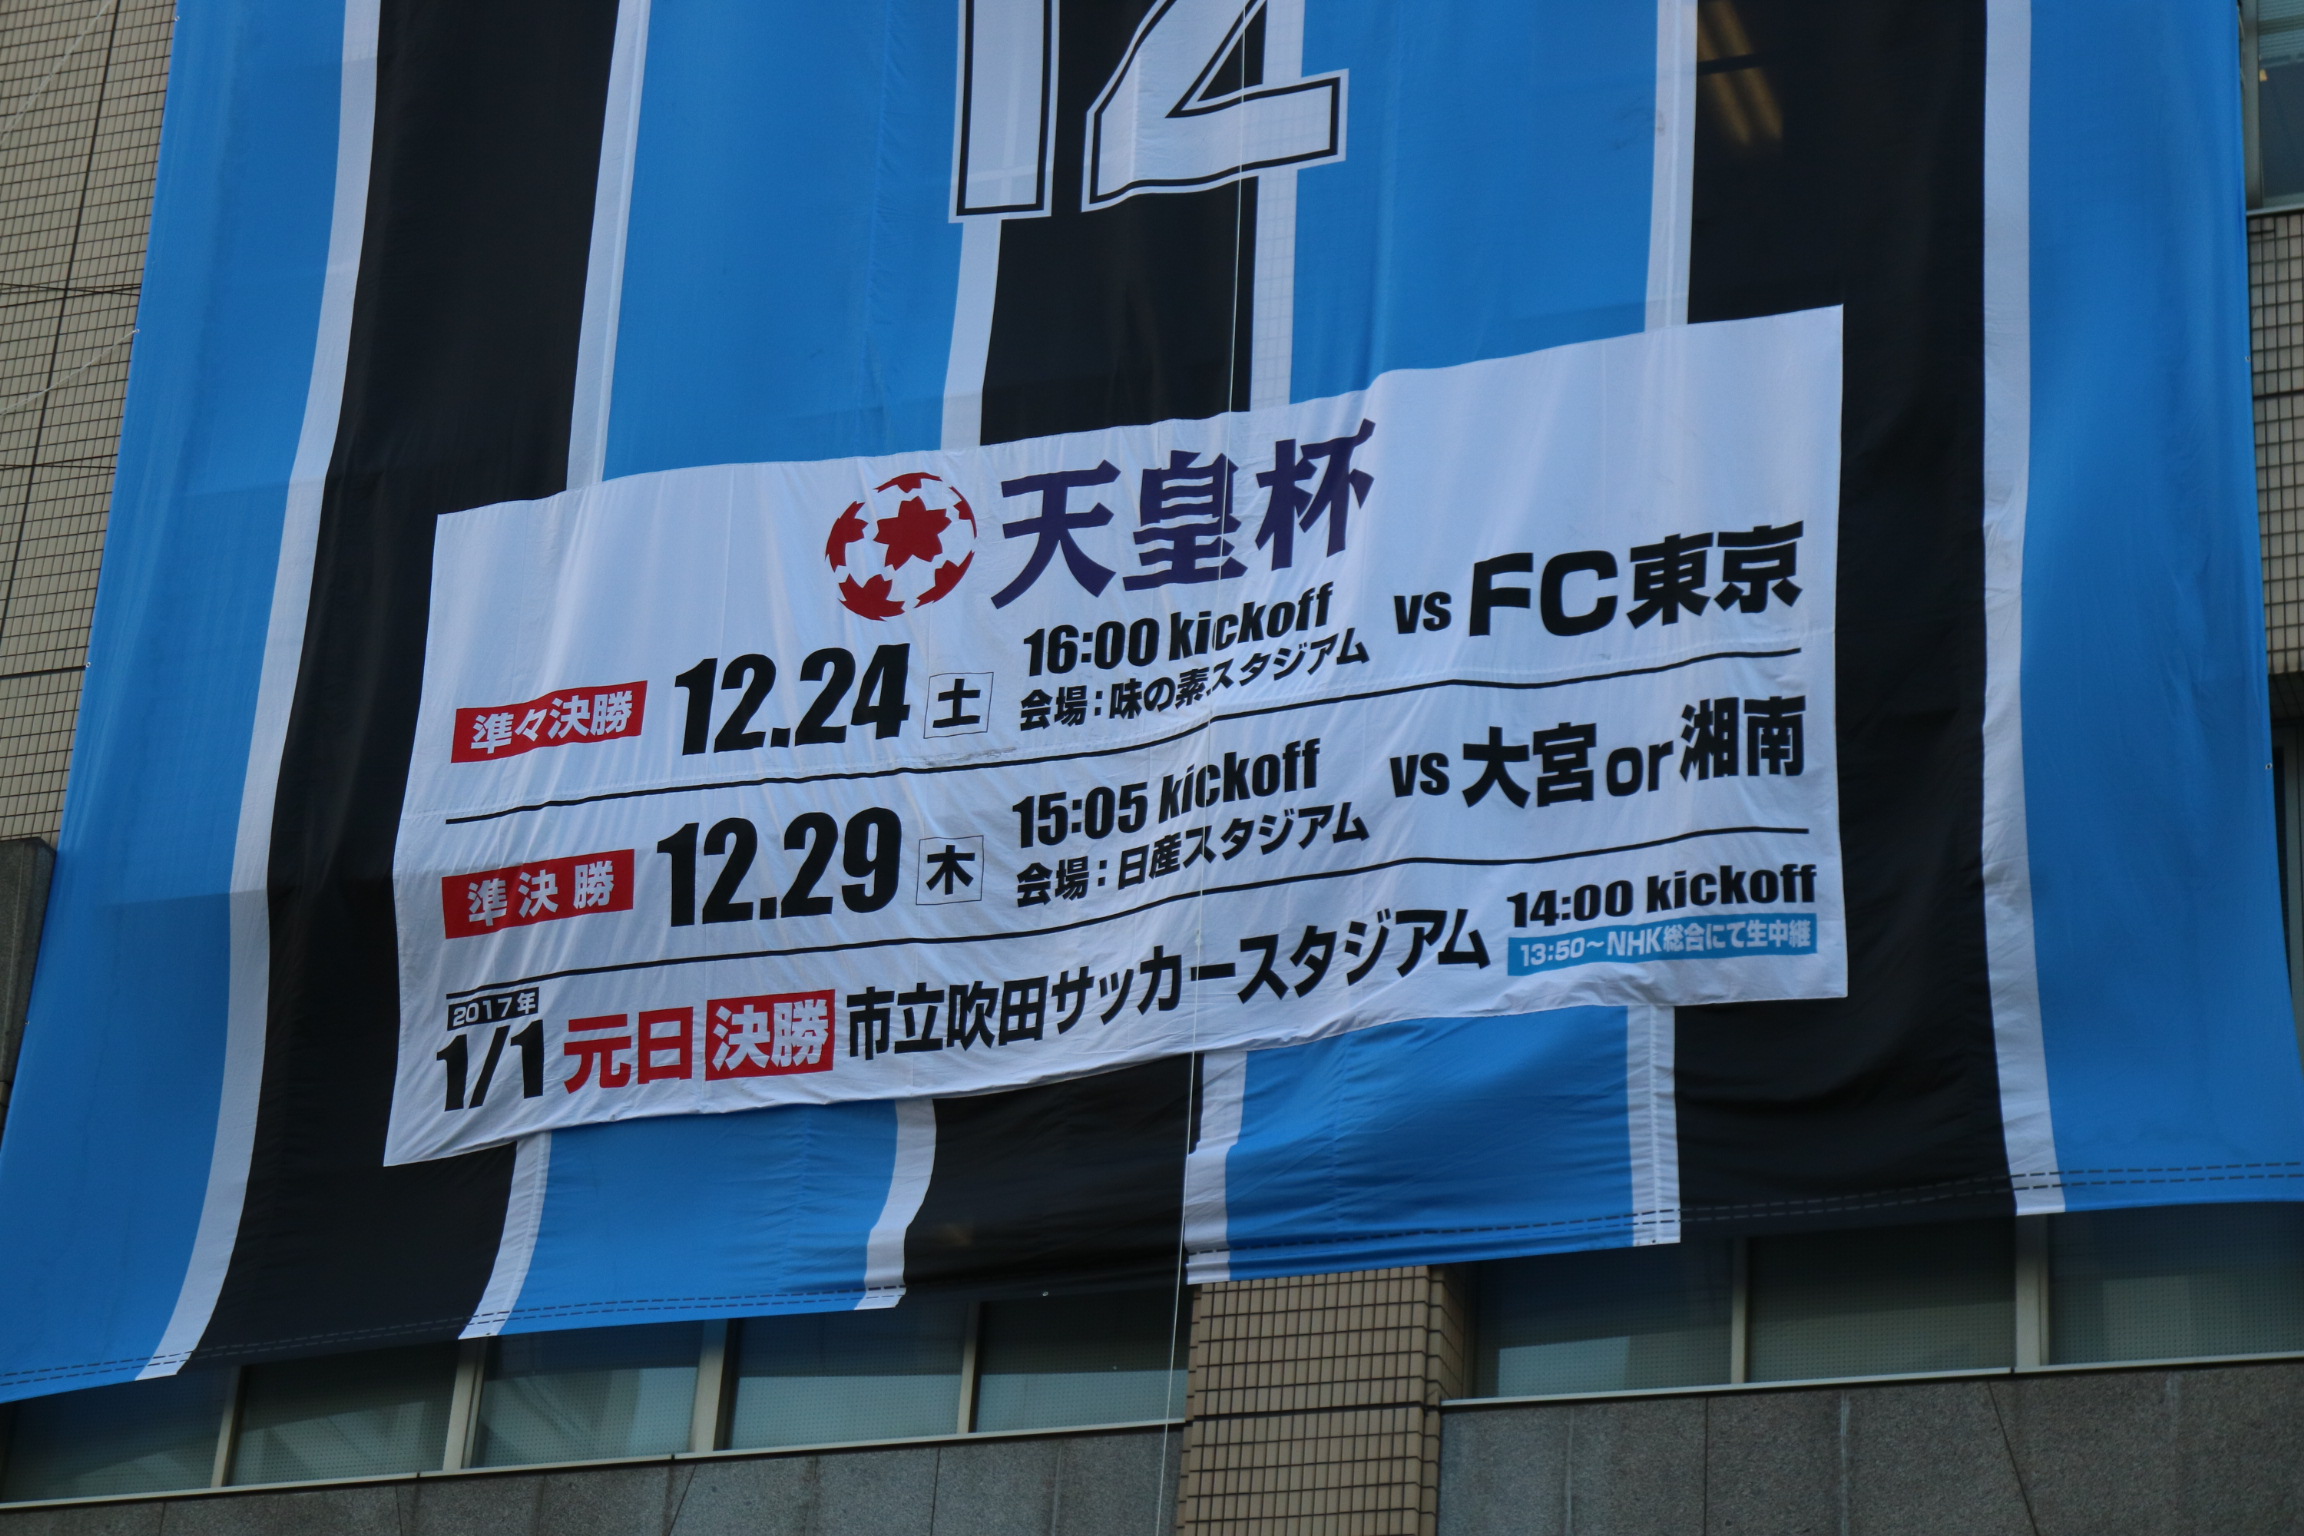 12
天皇杯
準々決勝 12.24 土 16:00 kickoff vs FC東京
会場:味の素スタジアム
準決勝 12.29 木 15:05 kickoff vs 大宮or湘南
会場:日産スタジアム
2017年
1/1 元日 決勝 市立吹田サッカースタジアム 14:00 kickoff
13:50～NHK総合にて生中継